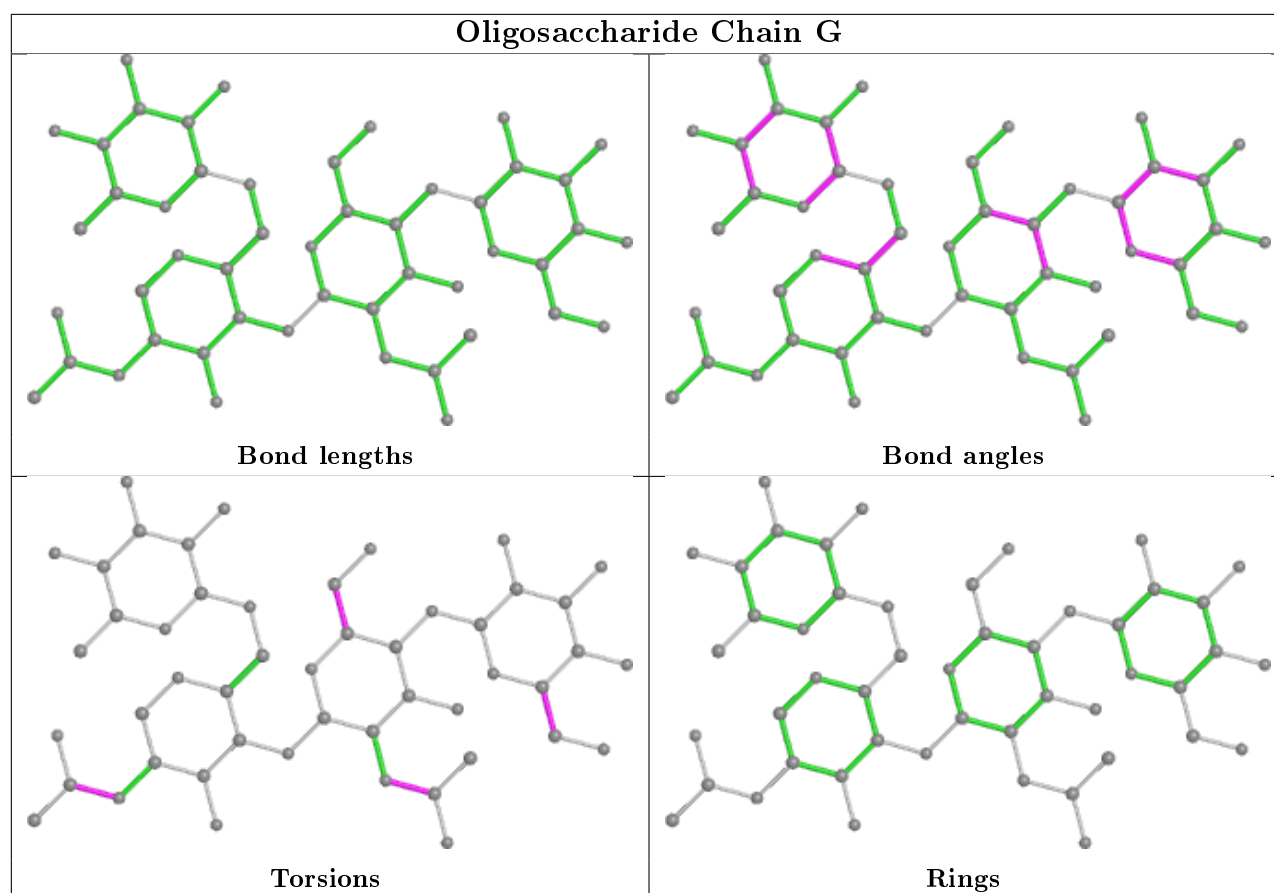 Oligosaccharide Chain G
Bond lengths
Bond angles
Torsions
Rings